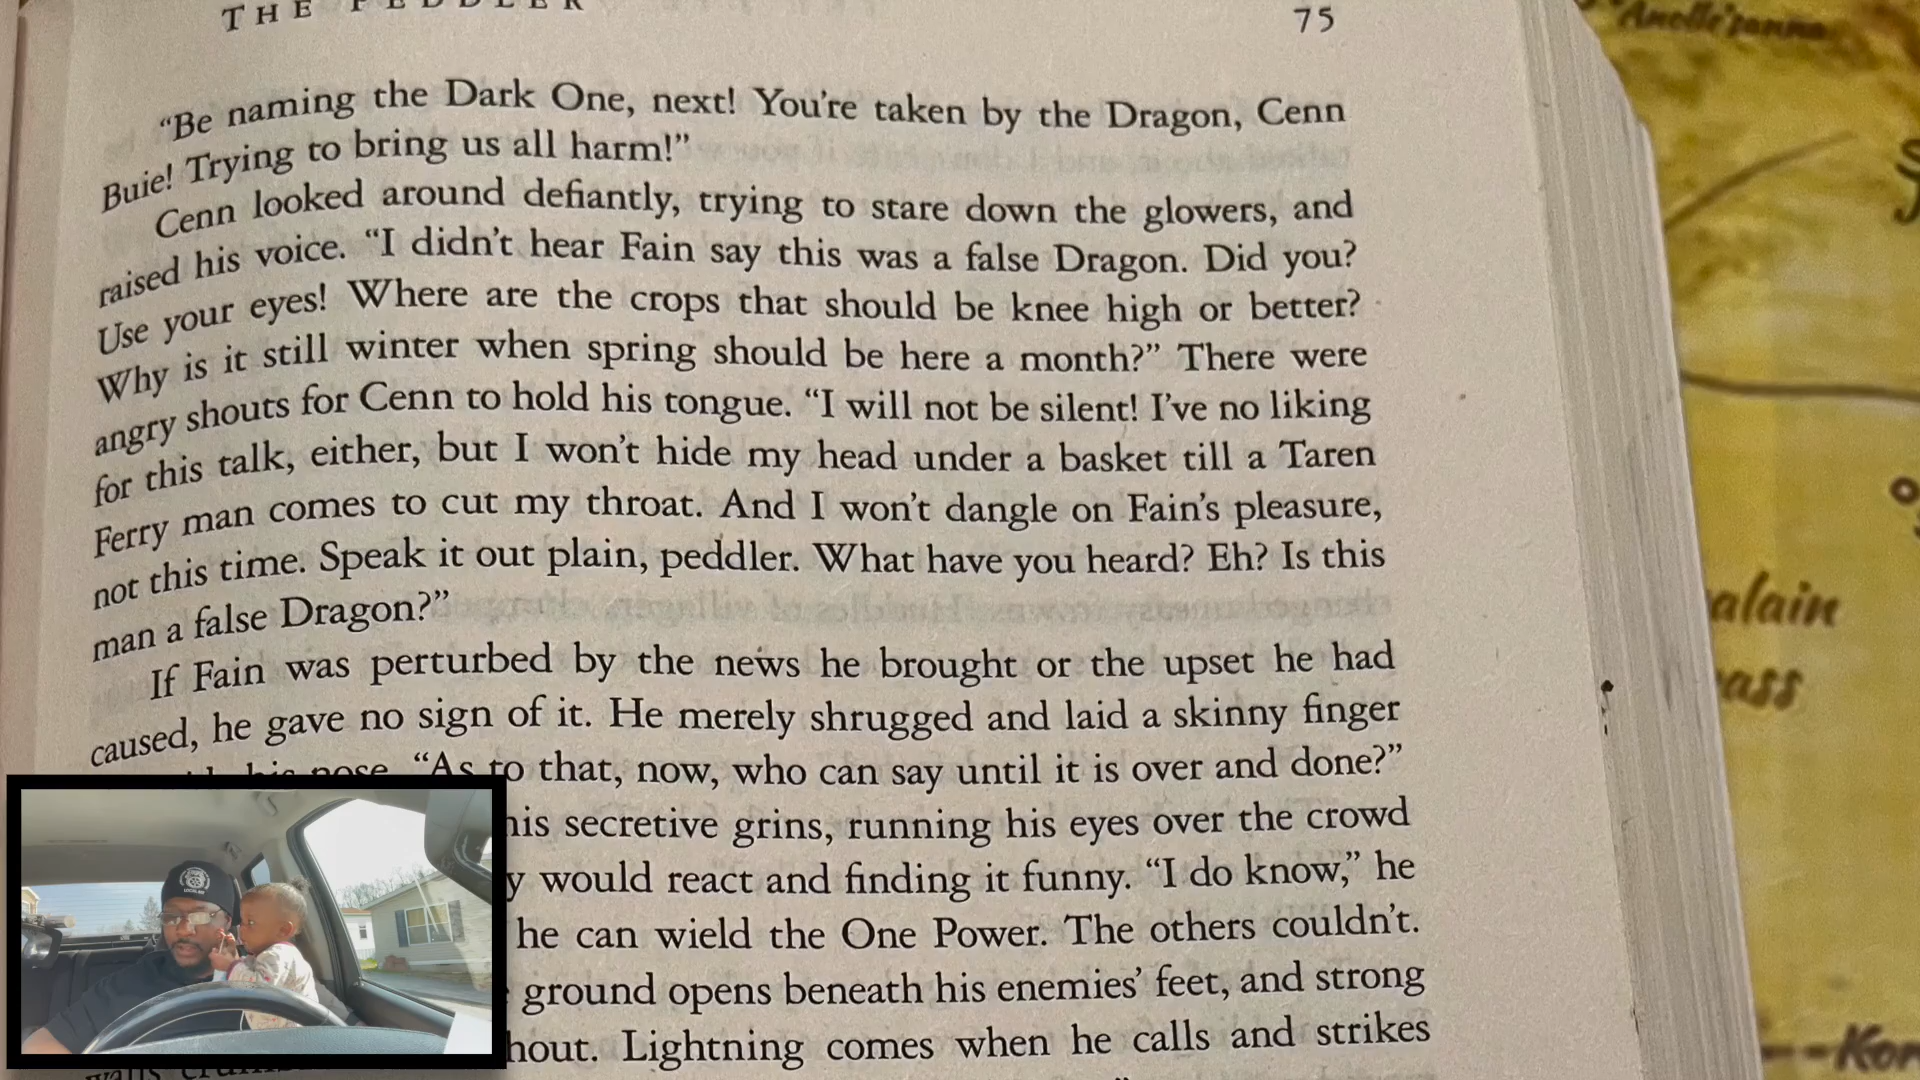 THE PEDDLER
75
“Be naming the Dark One, next! You’re taken by the Dragon, Cenn
Buie! Trying to bring us all harm!”
Cenn looked around defiantly, trying to stare down the glowers, and
raised his voice. “I didn’t hear Fain say this was a false Dragon. Did you?
Use your eyes! Where are the crops that should be knee high or better?
Why is it still winter when spring should be here a month?” There were
angry shouts for Cenn to hold his tongue. “I will not be silent! I’ve no liking
for this talk, either, but I won’t hide my head under a basket till a Taren
Ferry man comes to cut my throat. And I won’t dangle on Fain’s pleasure,
not this time. Speak it out plain, peddler. What have you heard? Eh? Is this
man a false Dragon?”
If Fain was perturbed by the news he brought or the upset he had
caused, he gave no sign of it. He merely shrugged and laid a skinny finger
his nose. “As to that, now, who can say until it is over and done?”
his secretive grins, running his eyes over the crowd
y would react and finding it funny. “I do know,” he
he can wield the One Power. The others couldn’t.
ground opens beneath his enemies’ feet, and strong
hout. Lightning comes when he calls and strikes
alain
ass